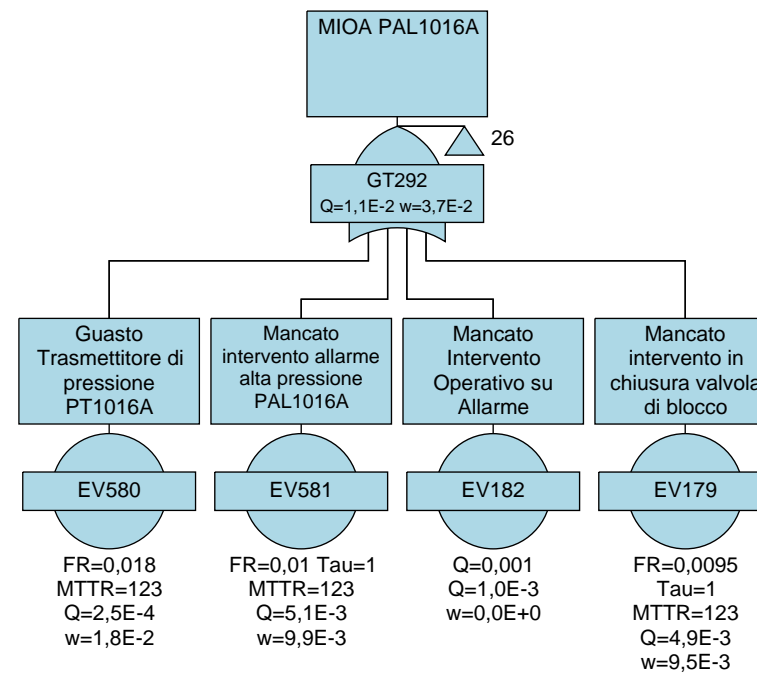 MIOA PAL1016A
26
GT292
Q=1,1E-2 w=3,7E-2
Guasto
Trasmettitore di
pressione
PT1016A
EV580
FR=0,018
MTTR=123
Q=2,5E-4
w=1,8E-2
Mancato
intervento allarme
alta pressione
PAL1016A
EV581
FR=0,01 Tau=1
MTTR=123
Q=5,1E-3
w=9,9E-3
Mancato
Intervento
Operativo su
Allarme
EV182
Q=0,001
Q=1,0E-3
w=0,0E+0
Mancato
intervento in
chiusura valvola
di blocco
EV179
FR=0,0095
Tau=1
MTTR=123
Q=4,9E-3
w=9,5E-3